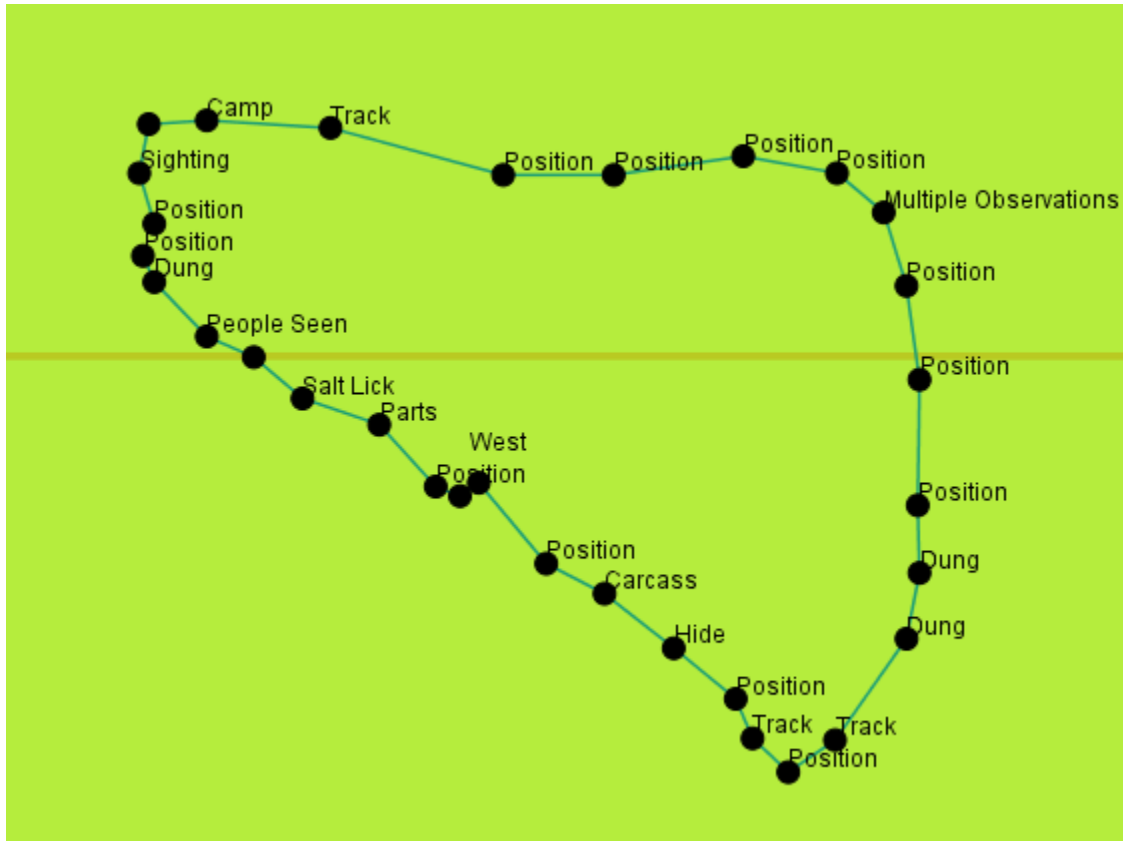 Camp
Track
Position
Sighting
Position
Position
Position
Multiple Observations
Position
Position
Dung
Position
People Seen
Position
Salt Lick
Parts
West
Position
Position
Position
Dung
Carcass
Dung
Hide
Position
Track
Track
Position